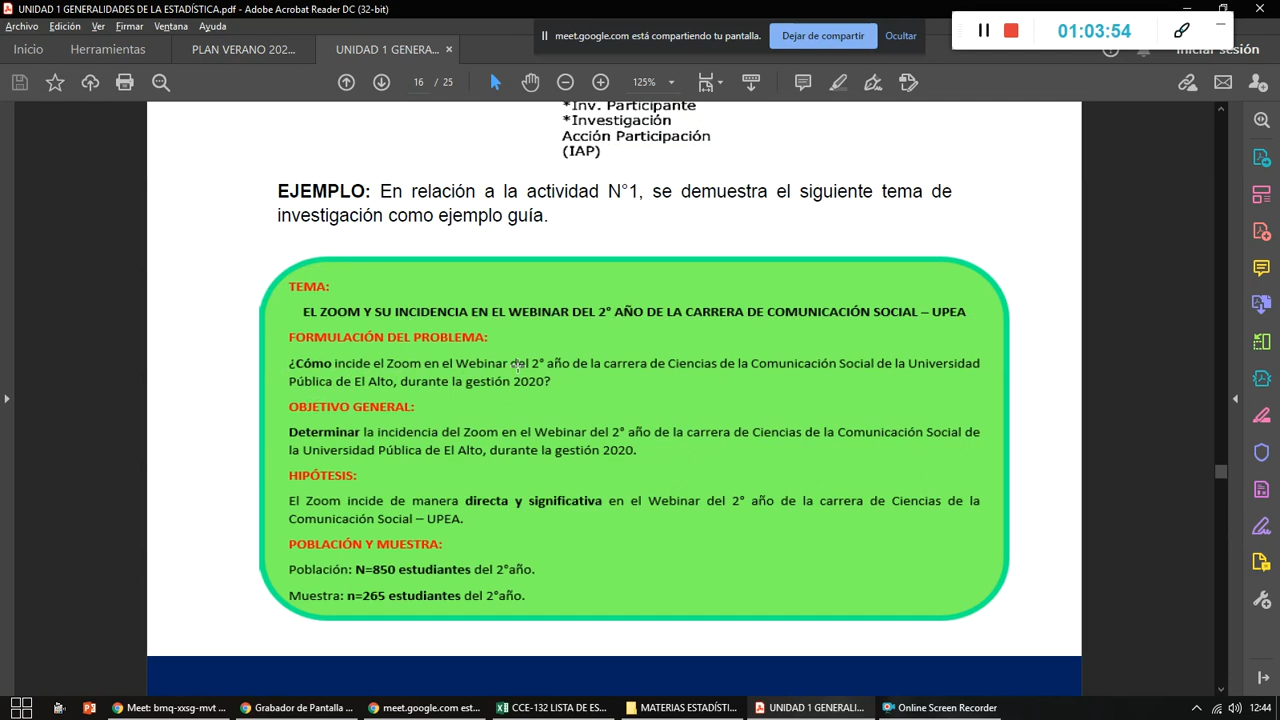 UNIDAD 1 GENERALIDADES DE LA ESTADÍSTICA.pdf - Adobe Acrobat Reader DC (32-bit)
Archivo Edición Ver Firmar Ventana Ayuda
meet.google.com está compartiendo tu pantalla. Dejar de compartir Ocultar
01:03:54
Inicio Herramientas PLAN VERANO 202... UNIDAD 1 GENERA... ×
Iniciar sesión
16 / 25 125%
*Inv. Participante
*Investigación
Acción Participación
(IAP)
EJEMPLO: En relación a la actividad N°1, se demuestra el siguiente tema de
investigación como ejemplo guía.
TEMA:
EL ZOOM Y SU INCIDENCIA EN EL WEBINAR DEL 2° AÑO DE LA CARRERA DE COMUNICACIÓN SOCIAL – UPEA
FORMULACIÓN DEL PROBLEMA:
¿Cómo incide el Zoom en el Webinar del 2° año de la carrera de Ciencias de la Comunicación Social de la Universidad
Pública de El Alto, durante la gestión 2020?
OBJETIVO GENERAL:
Determinar la incidencia del Zoom en el Webinar del 2° año de la carrera de Ciencias de la Comunicación Social de
la Universidad Pública de El Alto, durante la gestión 2020.
HIPÓTESIS:
El Zoom incide de manera directa y significativa en el Webinar del 2° año de la carrera de Ciencias de la
Comunicación Social – UPEA.
POBLACIÓN Y MUESTRA:
Población: N=850 estudiantes del 2°año.
Muestra: n=265 estudiantes del 2°año.
Meet: bmq-xxsg-mvt ... Grabador de Pantalla ... meet.google.com est... CCE-132 LISTA DE ES... MATERIAS ESTADÍSTI... UNIDAD 1 GENERALI... Online Screen Recorder 12:44